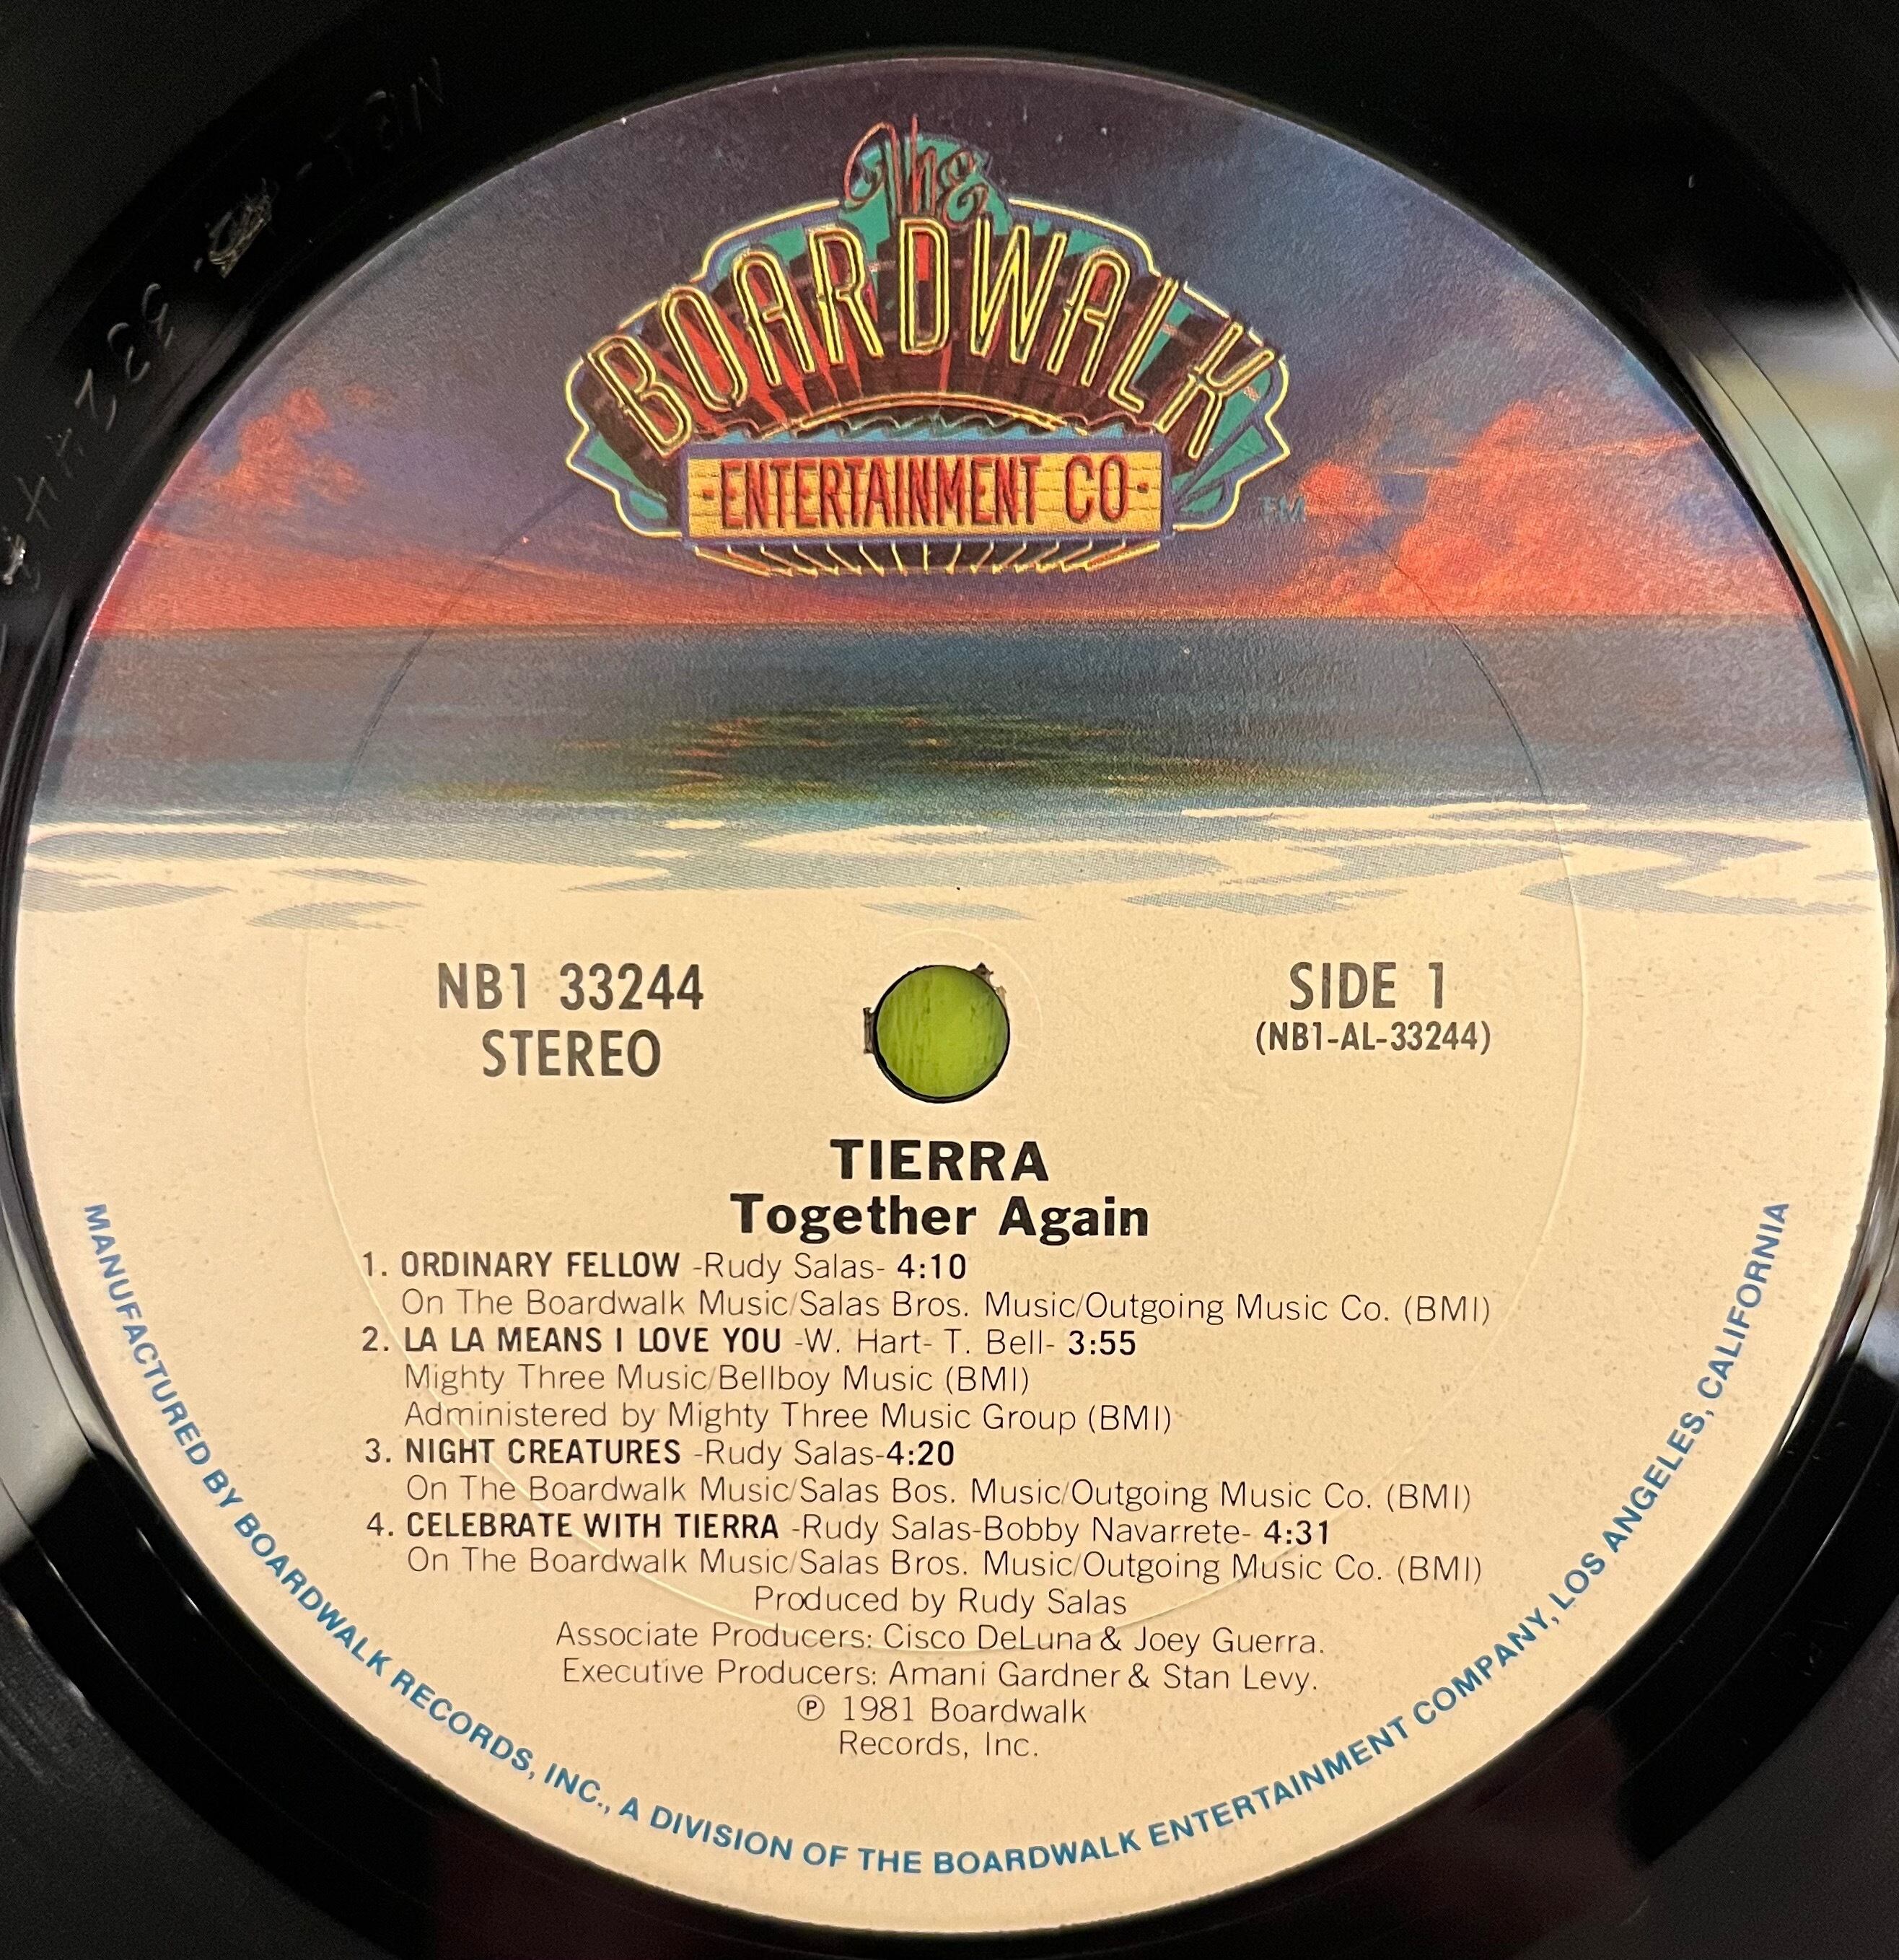 The
BOARDWALK
·ENTERTAINMENT CO·
TM
NB1 33244
STEREO
SIDE 1
(NB1-AL-33244)
TIERRA
Together Again
1. ORDINARY FELLOW -Rudy Salas- 4:10
On The Boardwalk Music/Salas Bros. Music/Outgoing Music Co. (BMI)
2. LA LA MEANS I LOVE YOU -W. Hart- T. Bell- 3:55
Mighty Three Music/Bellboy Music (BMI)
Administered by Mighty Three Music Group (BMI)
3. NIGHT CREATURES -Rudy Salas-4:20
On The Boardwalk Music/Salas Bos. Music/Outgoing Music Co. (BMI)
4. CELEBRATE WITH TIERRA -Rudy Salas-Bobby Navarrete- 4:31
On The Boardwalk Music/Salas Bros. Music/Outgoing Music Co. (BMI)
Produced by Rudy Salas
Associate Producers: Cisco DeLuna & Joey Guerra.
Executive Producers: Amani Gardner & Stan Levy.
℗ 1981 Boardwalk
Records, Inc.
MANUFACTURED BY BOARDWALK RECORDS, INC., A DIVISION OF THE BOARDWALK ENTERTAINMENT COMPANY, LOS ANGELES, CALIFORNIA